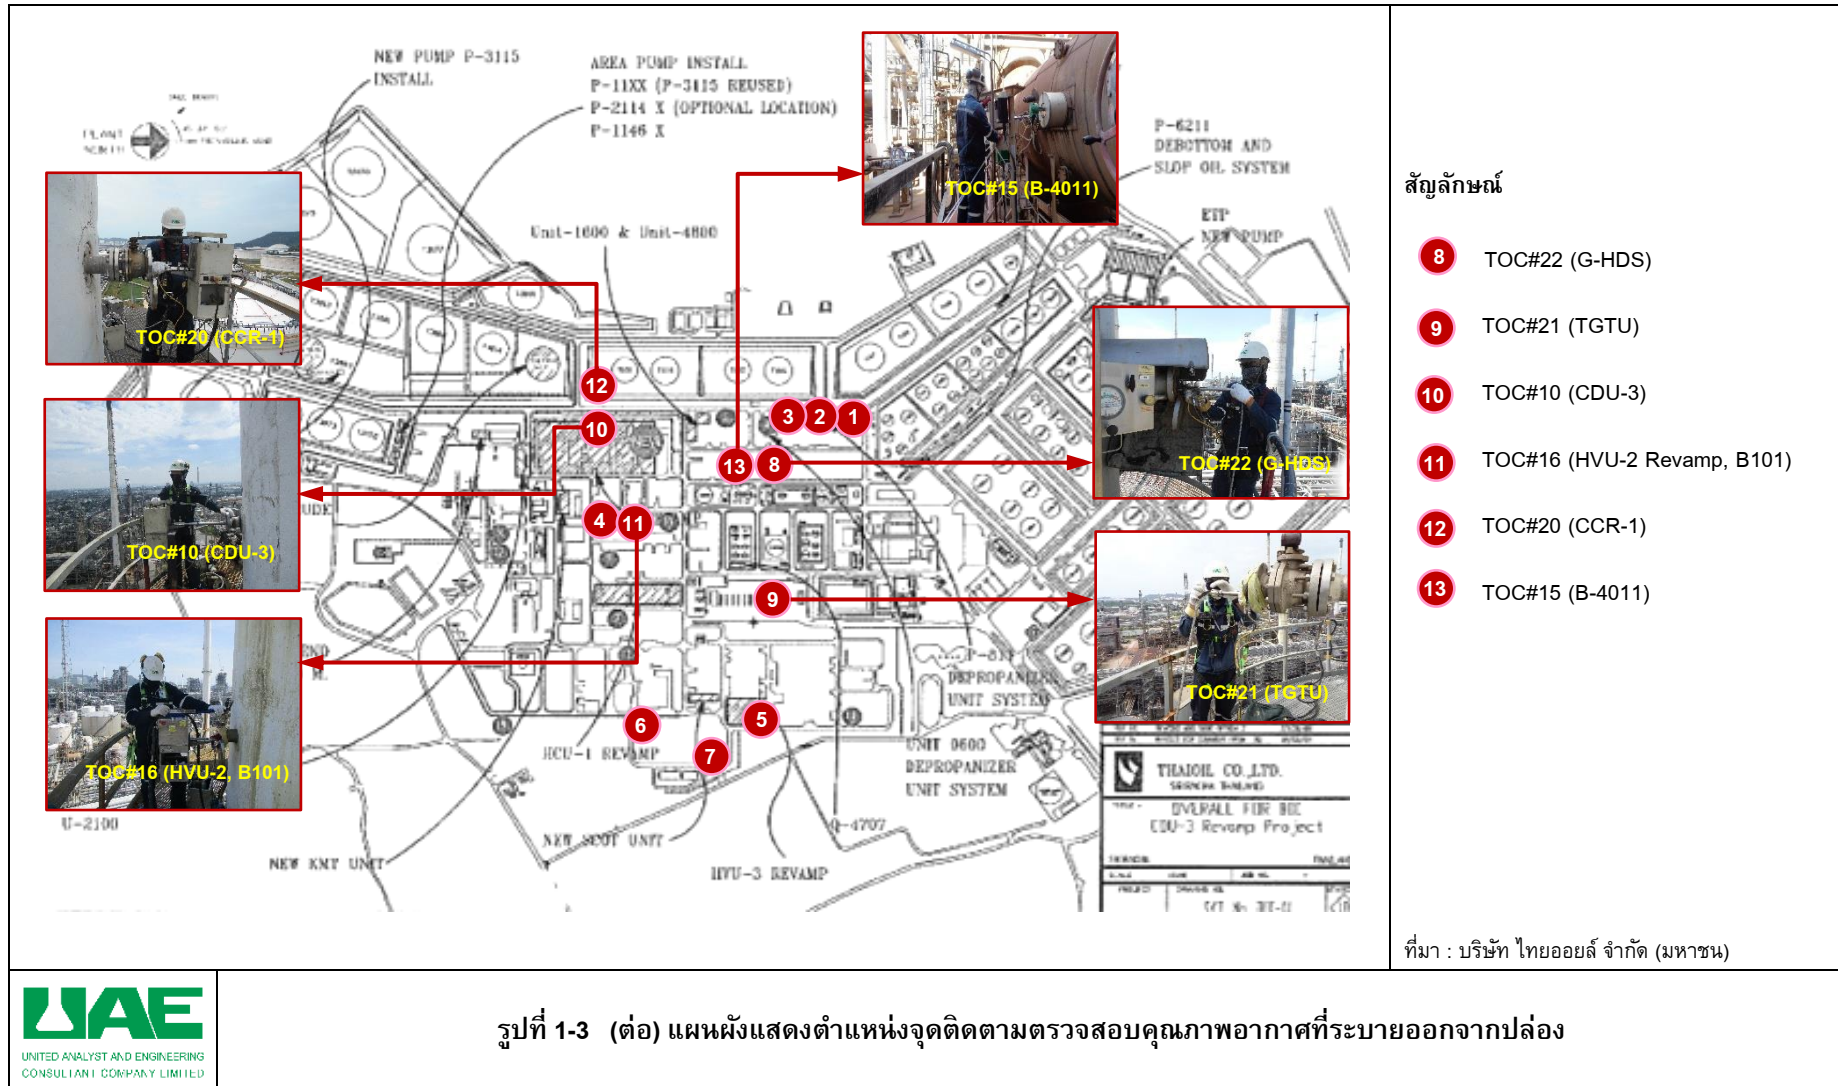 NEW PUMP P-3115
INSTALL
AREA PUMP INSTALL
P-11XX (P-3115 REUSED)
P-2114 X (OPTIONAL LOCATION)
P-1146 X
PLANT
NORTH
P-6211
DEBOTTOM AND
SLOP OIL SYSTEM
ETP
NEW PUMP
Unit-1600 & Unit-4800
TOC#15 (B-4011)
TOC#20 (CCR-1)
TOC#22 (G-HDS)
TOC#10 (CDU-3)
TOC#21 (TGTU)
TOC#16 (HVU-2, B101)
12
10
3
2
1
13
8
4
11
9
6
5
7
DEPROPANIZER
UNIT SYSTEM
UNIT 0600
DEPROPANIZER
UNIT SYSTEM
HCU-1 REVAMP
U-2100
NEW KMT UNIT
NEW SCOT UNIT
HVU-3 REVAMP
Q-4707
THAIOIL CO.,LTD.
OVERALL FOR BOI
CDU-3 Revamp Project
สัญลักษณ์
8 TOC#22 (G-HDS)
9 TOC#21 (TGTU)
10 TOC#10 (CDU-3)
11 TOC#16 (HVU-2 Revamp, B101)
12 TOC#20 (CCR-1)
13 TOC#15 (B-4011)
ที่มา : บริษัท ไทยออยล์ จำกัด (มหาชน)
UAE
UNITED ANALYST AND ENGINEERING
CONSULTANT COMPANY LIMITED
รูปที่ 1-3 (ต่อ) แผนผังแสดงตำแหน่งจุดติดตามตรวจสอบคุณภาพอากาศที่ระบายออกจากปล่อง